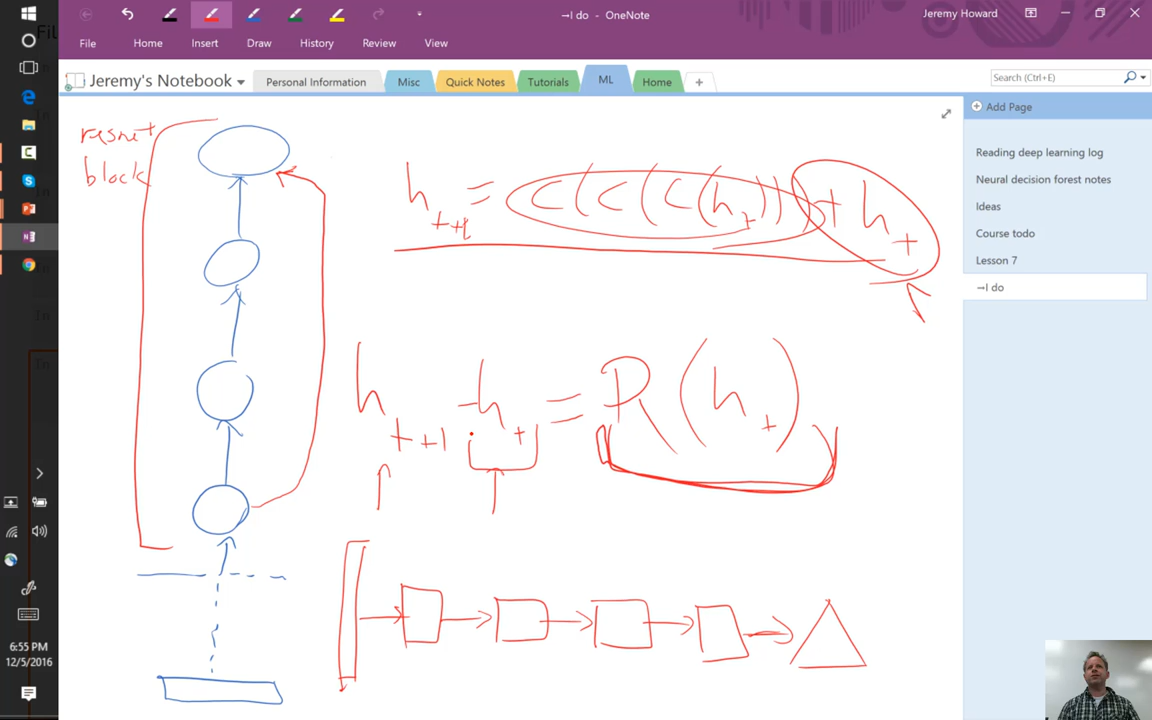 →I do - OneNote
Jeremy Howard
File
Home
Insert
Draw
History
Review
View
Jeremy's Notebook
Personal Information
Misc
Quick Notes
Tutorials
ML
Home
+
Search (Ctrl+E)
Add Page
Reading deep learning log
Neural decision forest notes
Ideas
Course todo
Lesson 7
→I do
resnet
block
h t+1 = C(C(C(h t))) + h t
h t+1 - h t = R(h t)
6:55 PM
12/5/2016